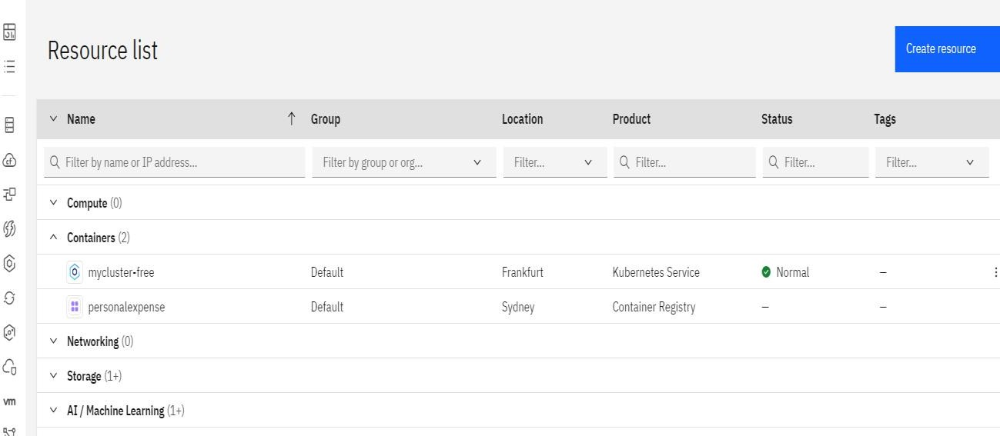 Resource list
Create resource
Name Group Location Product Status Tags
Filter by name or IP address... Filter by group or org... Filter... Filter... Filter... Filter...
Compute (0)
Containers (2)
mycluster-free Default Frankfurt Kubernetes Service Normal –
personalexpense Default Sydney Container Registry – –
Networking (0)
Storage (1+)
cf
vm
AI / Machine Learning (1+)